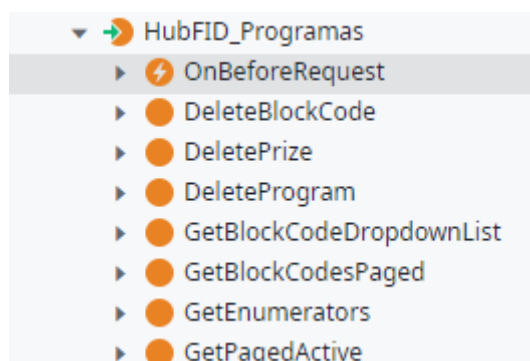 HubFID_Programas
OnBeforeRequest
DeleteBlockCode
DeletePrize
DeleteProgram
GetBlockCodeDropdownList
GetBlockCodesPaged
GetEnumerators
GetPagedActive